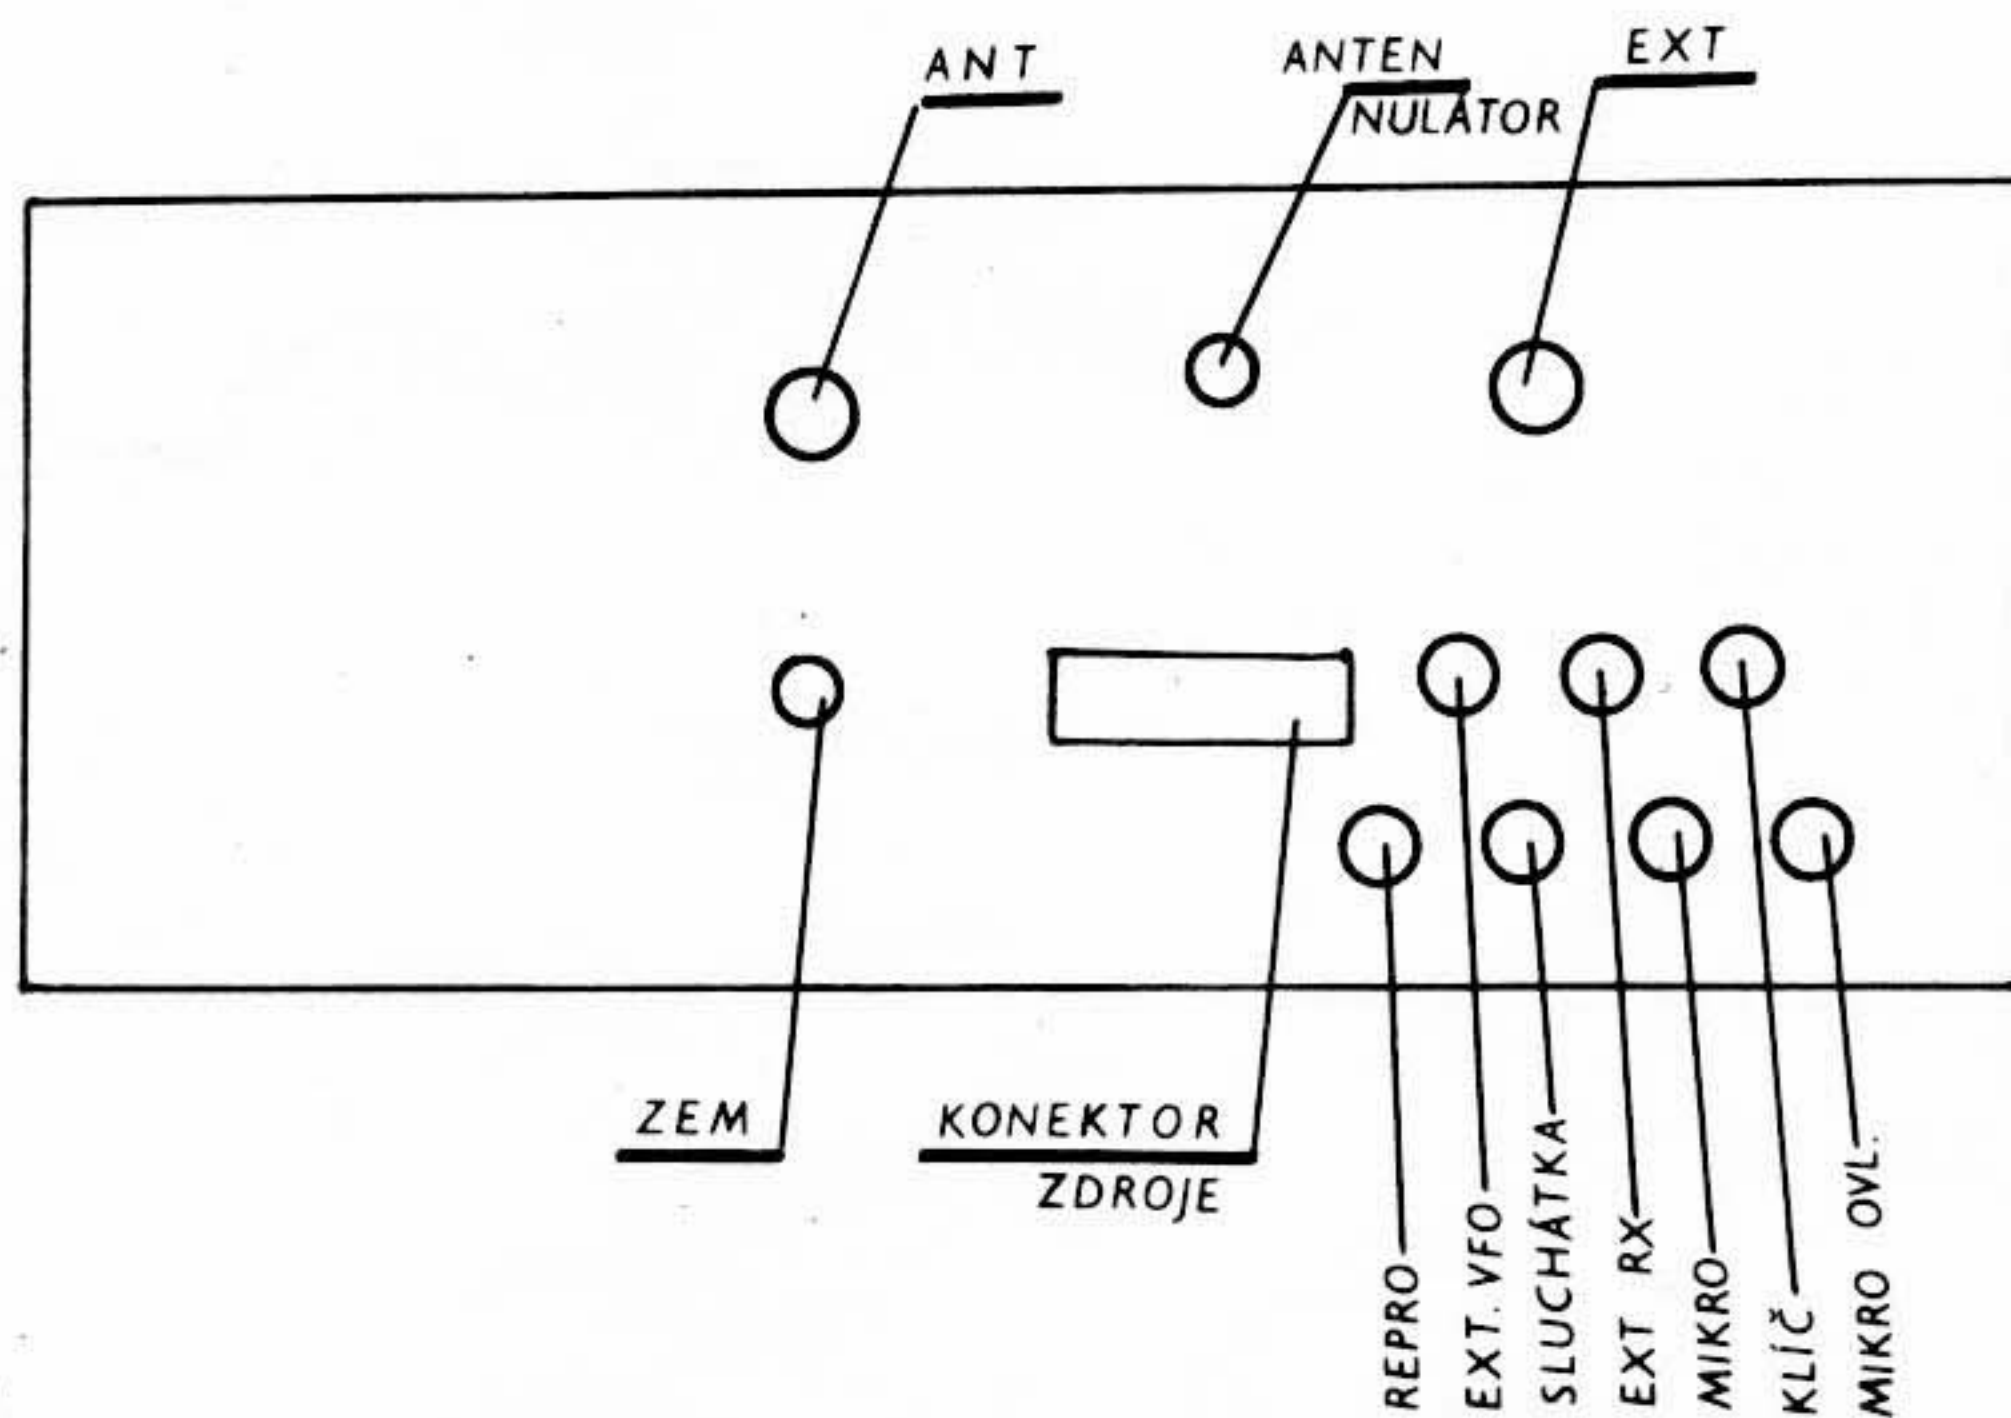 ANT
ANTEN
NULÁTOR
EXT
ZEM
KONEKTOR
ZDROJE
REPRO
EXT. VFO
SLUCHÁTKA
EXT RX
MIKRO
KLÍČ
MIKRO OVL.